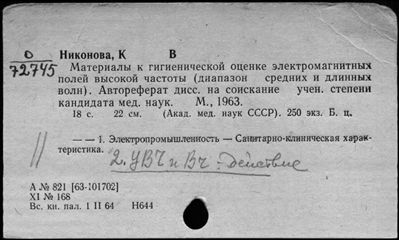 О
72745
Никонова, К В
Материалы к гигиенической оценке электромагнитных
полей высокой частоты (диапазон средних и длинных
волн). Автореферат дисс. на соискание учен. степени
кандидата мед. наук. М., 1963.
18 с. 22 см. (Акад. мед. наук СССР). 250 экз. Б. ц.
— — 1. Электропромышленность — Санитарно-клиническая харак-
теристика.
2. УВЧ и ВЧ - Действие
А № 821 [63-101702]
XI № 168
Вс. кн. пал. 1 II 64 Н644